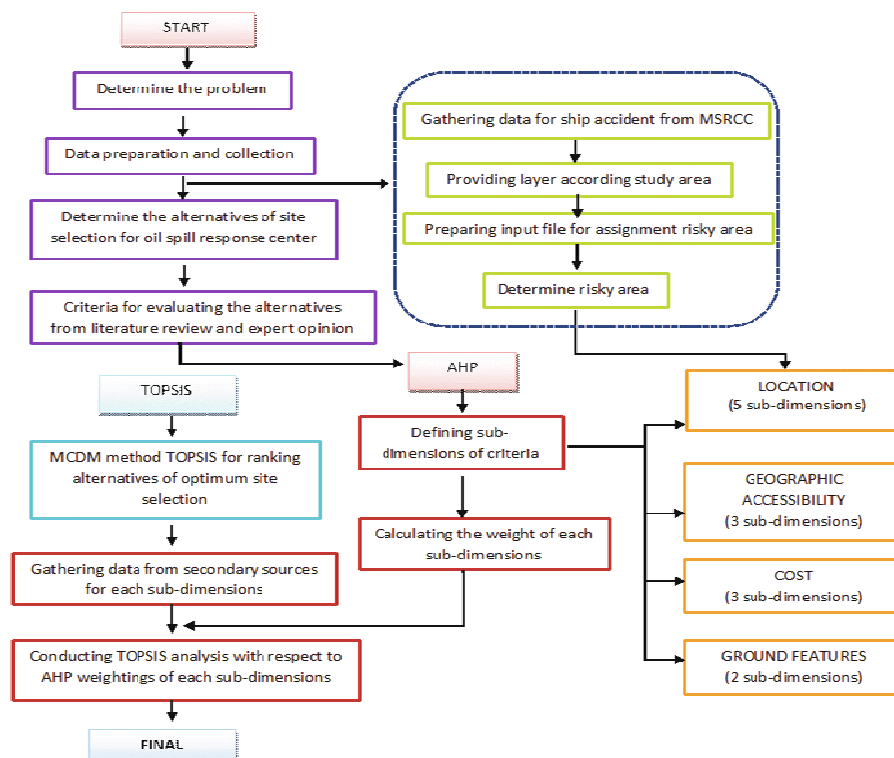 START
Determine the problem
Data preparation and collection
Determine the alternatives of site
selection for oil spill response center
Criteria for evaluating the alternatives
from literature review and expert opinion
Gathering data for ship accident from MSRCC
Providing layer according study area
Preparing input file for assignment risky area
Determine risky area
TOPSIS
MCDM method TOPSIS for ranking
alternatives of optimum site
selection
Gathering data from secondary sources
for each sub-dimensions
Conducting TOPSIS analysis with respect to
AHP weightings of each sub-dimensions
FINAL
AHP
Defining sub-
dimensions of criteria
Calculating the weight of each
sub-dimensions
LOCATION
(5 sub-dimensions)
GEOGRAPHIC
ACCESSIBILITY
(3 sub-dimensions)
COST
(3 sub-dimensions)
GROUND FEATURES
(2 sub-dimensions)